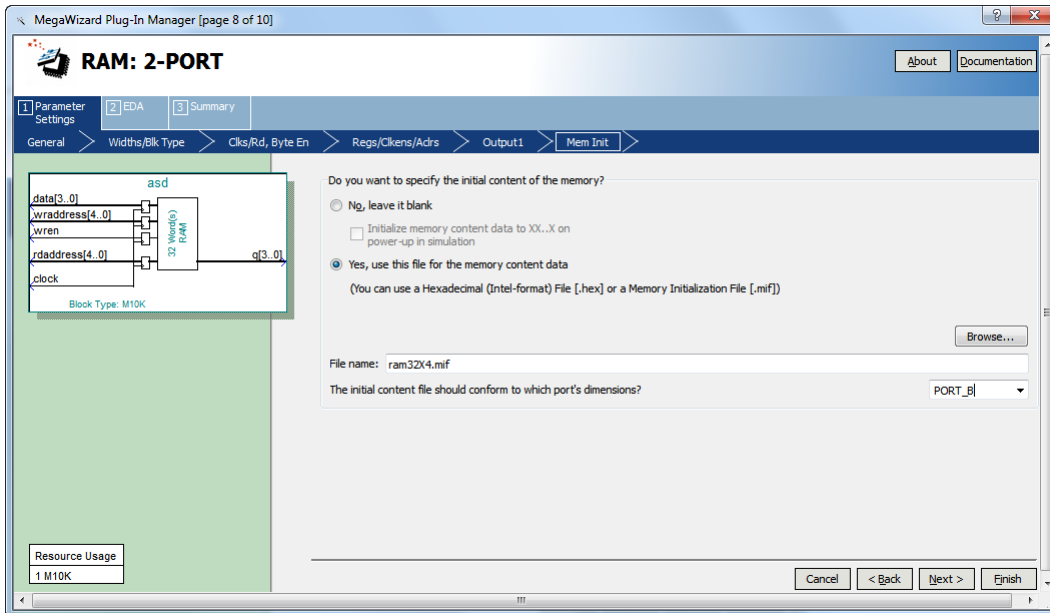 MegaWizard Plug-In Manager [page 8 of 10]
RAM: 2-PORT
About
Documentation
1 Parameter Settings
2 EDA
3 Summary
General
Widths/Blk Type
Clks/Rd, Byte En
Regs/Clkens/Aclrs
Output1
Mem Init
asd
data[3..0]
wraddress[4..0]
wren
rdaddress[4..0]
clock
32 Word(s)
RAM
q[3..0]
Block Type: M10K
Do you want to specify the initial content of the memory?
No, leave it blank
Initialize memory content data to XX..X on
power-up in simulation
Yes, use this file for the memory content data
(You can use a Hexadecimal (Intel-format) File [.hex] or a Memory Initialization File [.mif])
Browse...
File name: ram32X4.mif
The initial content file should conform to which port's dimensions?
PORT_B
Resource Usage
1 M10K
Cancel
< Back
Next >
Finish